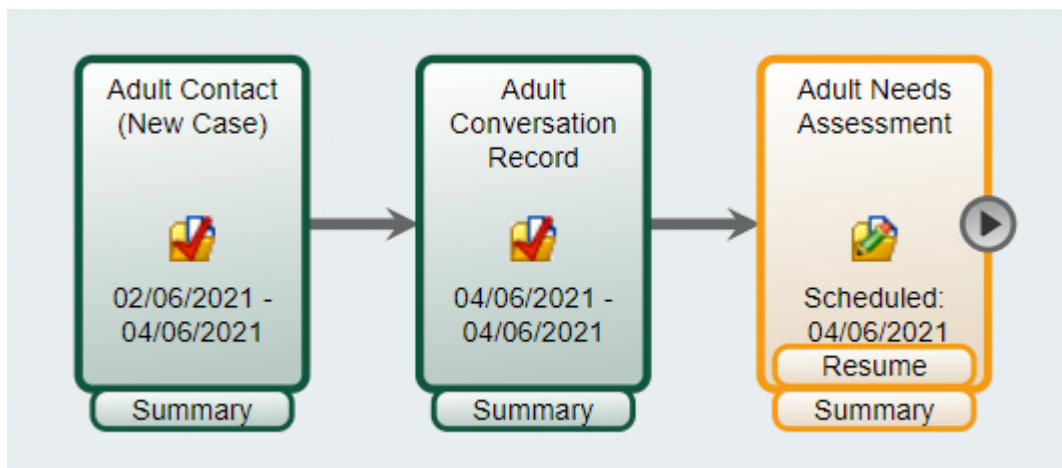 Adult Contact
(New Case)
02/06/2021 -
04/06/2021
Summary
Adult
Conversation
Record
04/06/2021 -
04/06/2021
Summary
Adult Needs
Assessment
Scheduled:
04/06/2021
Resume
Summary